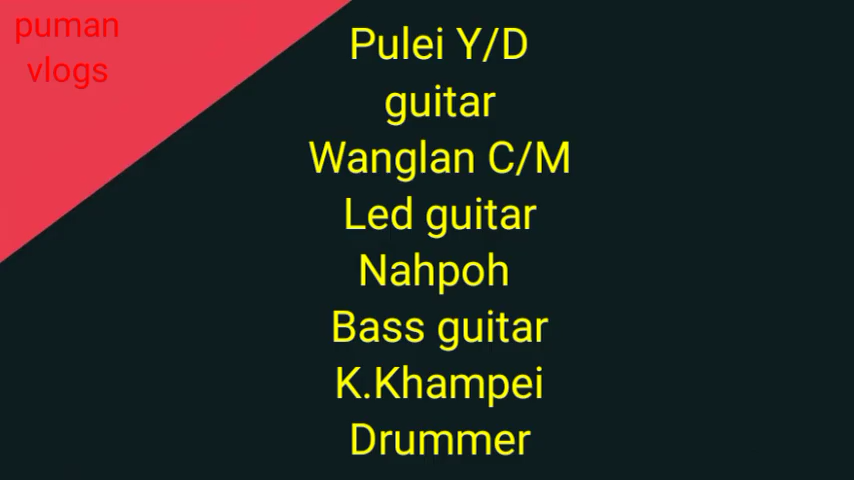 puman
vlogs
Pulei Y/D
guitar
Wanglan C/M
Led guitar
Nahpoh
Bass guitar
K.Khampei
Drummer